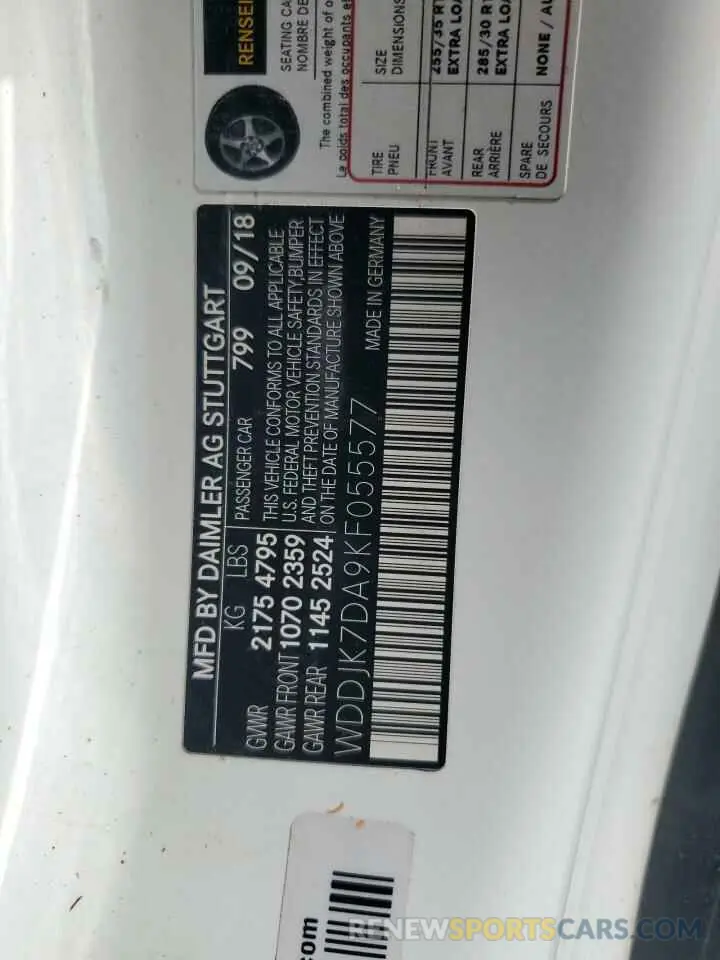 MFD BY DAIMLER AG STUTTGART
KG LBS PASSENGER CAR 799 09/18
GVWR 2175 4795
GAWR FRONT 1070 2359
GAWR REAR 1145 2524
THIS VEHICLE CONFORMS TO ALL APPLICABLE
U.S. FEDERAL MOTOR VEHICLE SAFETY,BUMPER
AND THEFT PREVENTION STANDARDS IN EFFECT
ON THE DATE OF MANUFACTURE SHOWN ABOVE
WDDJK7DA9KF055577 MADE IN GERMANY
SEATING
NOMBRE DE
The combined weight of
Le poids total des occupants
TIRE SIZE
PNEU DIMENSIONS
FRONT 255/35
AVANT EXTRA
REAR 285/30
ARRIÈRE EXTRA
SPARE NONE /
DE SECOURS
RENEWSPORTSCARS.COM